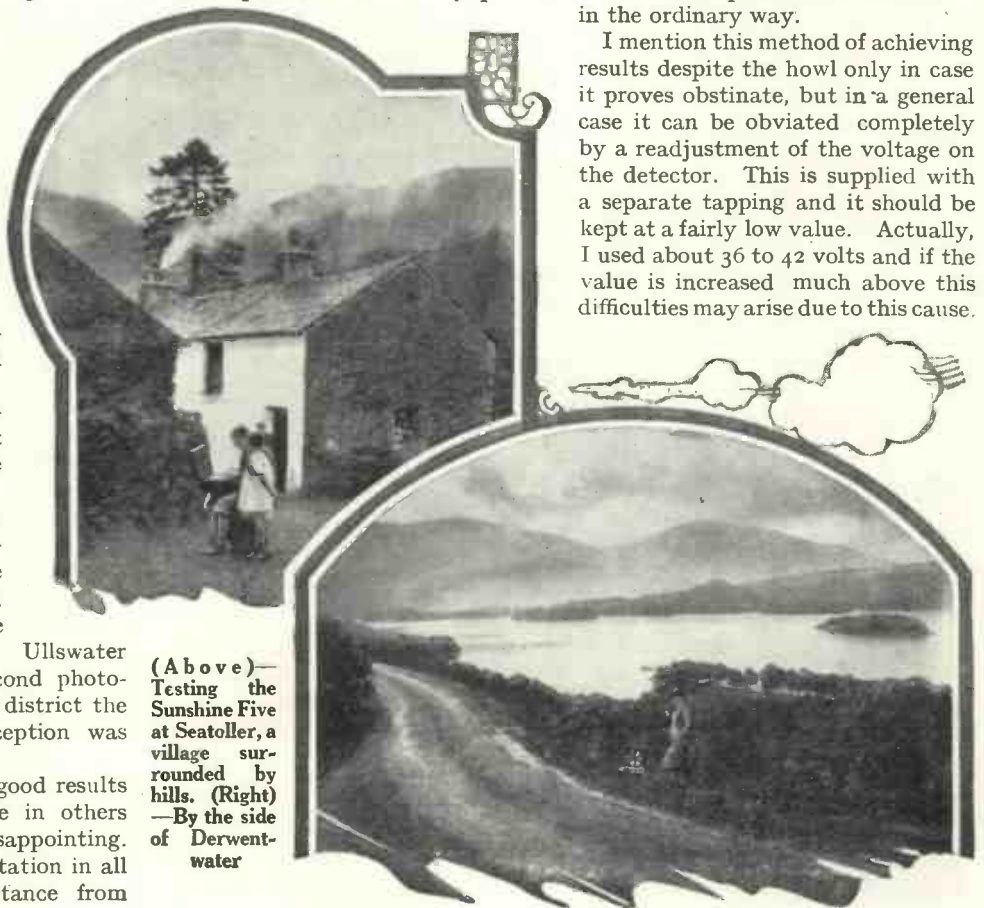 Ullswater
cond photo-
district the
ception was
good results
e in others
sappointing.
tation in all
tance from
(Above)—
Testing the
Sunshine Five
at Seatoller, a
village sur-
rounded by
hills. (Right)
—By the side
of Derwent-
water
in the ordinary way.
I mention this method of achieving
results despite the howl only in case
it proves obstinate, but in a general
case it can be obviated completely
by a readjustment of the voltage on
the detector. This is supplied with
a separate tapping and it should be
kept at a fairly low value. Actually,
I used about 36 to 42 volts and if the
value is increased much above this
difficulties may arise due to this cause.